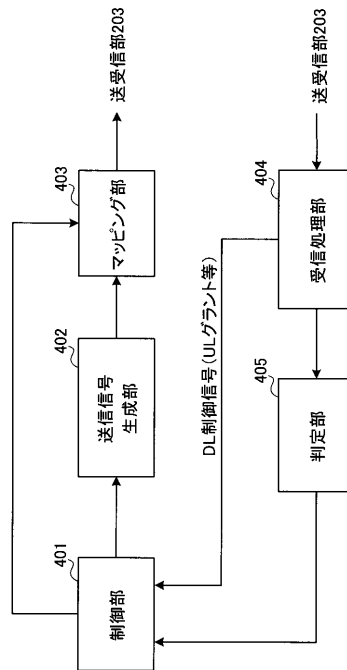 401
制御部
402
送信信号
生成部
403
マッピング部
送受信部203
DL制御信号(ULグラント等)
405
判定部
404
受信処理部
送受信部203